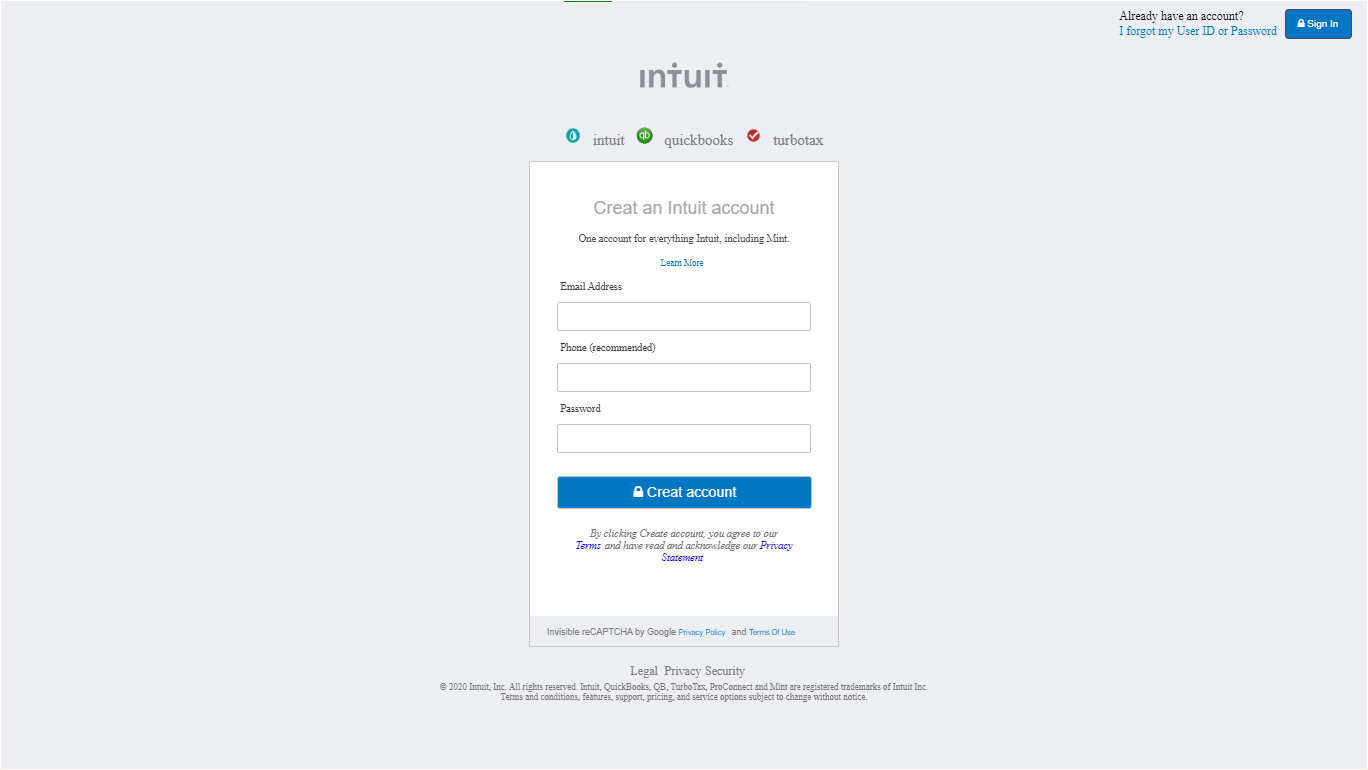 Already have an account?
I forgot my User ID or Password
Sign In
intuit
intuit
qb
quickbooks
turbotax
Creat an Intuit account
One account for everything Intuit, including Mint.
Learn More
Email Address
Phone (recommended)
Password
Creat account
By clicking Create account, you agree to our
Terms and have read and acknowledge our Privacy
Statement
Invisible reCAPTCHA by Google Privacy Policy and Terms Of Use
Legal Privacy Security
© 2020 Intuit, Inc. All rights reserved. Intuit, QuickBooks, QB, TurboTax, ProConnect and Mint are registered trademarks of Intuit Inc.
Terms and conditions, features, support, pricing, and service options subject to change without notice.